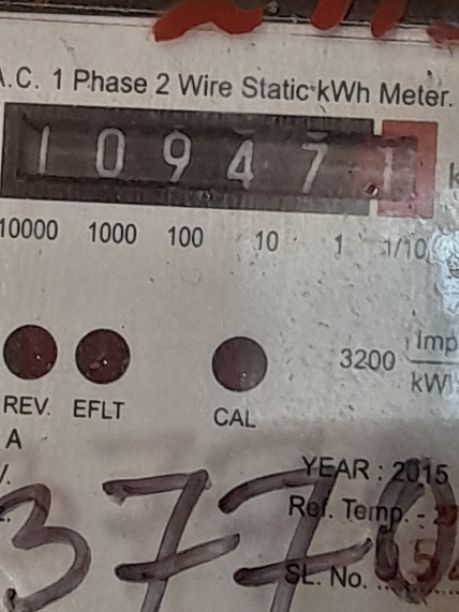 A.C. 1 Phase 2 Wire Static kWh Meter.
1 0 9 4 7 1 k
10000 1000 100 10 1 1/10
3200 Imp
kW
REV. EFLT CAL
A
YEAR : 2015
Ref. Temp. -
SL. No.
3770